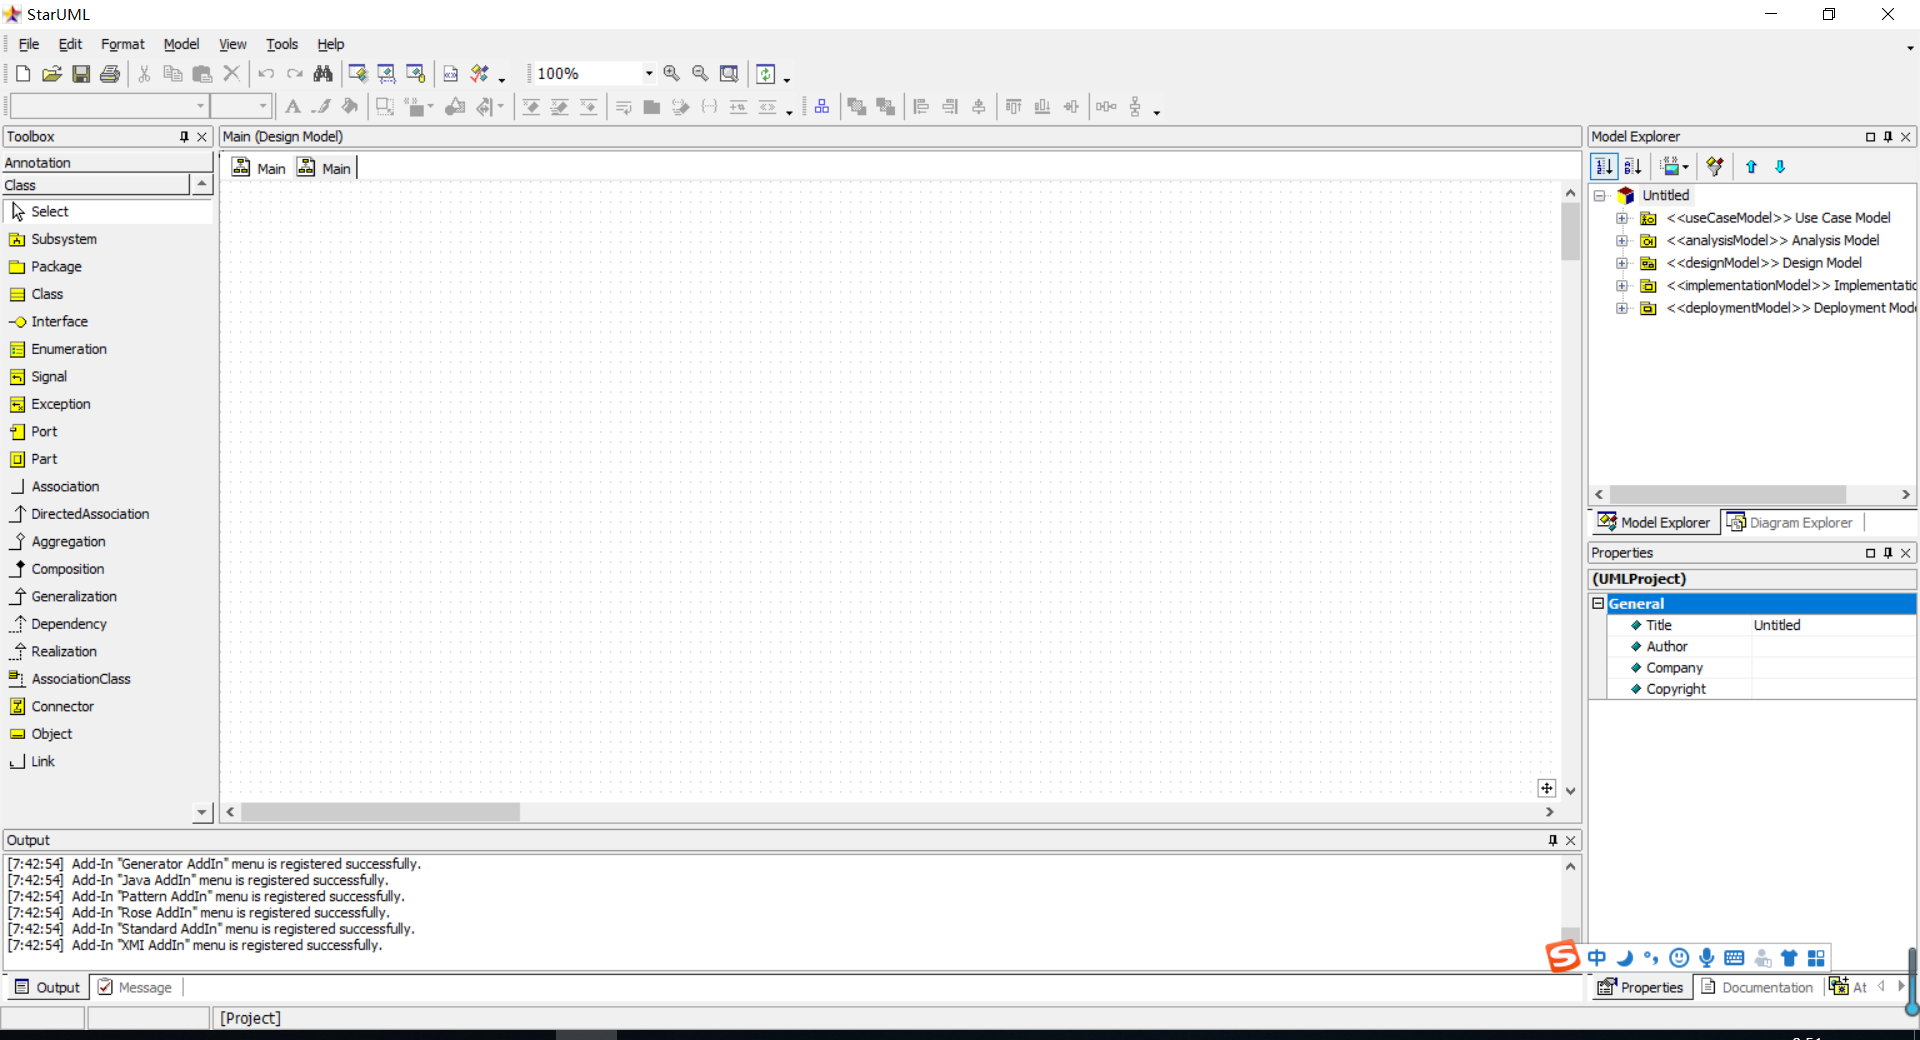 StarUML
File Edit Format Model View Tools Help
100%
Toolbox
Main (Design Model)
Model Explorer
Annotation
Class
Main Main
Select
Subsystem
Package
Class
Interface
Enumeration
Signal
Exception
Port
Part
Association
DirectedAssociation
Aggregation
Composition
Generalization
Dependency
Realization
AssociationClass
Connector
Object
Link
Untitled
<<useCaseModel>> Use Case Model
<<analysisModel>> Analysis Model
<<designModel>> Design Model
<<implementationModel>> Implementatio
<<deploymentModel>> Deployment Mode
Model Explorer Diagram Explorer
Properties
(UMLProject)
General
Title Untitled
Author
Company
Copyright
Output
[7:42:54] Add-In "Generator AddIn" menu is registered successfully.
[7:42:54] Add-In "Java AddIn" menu is registered successfully.
[7:42:54] Add-In "Pattern AddIn" menu is registered successfully.
[7:42:54] Add-In "Rose AddIn" menu is registered successfully.
[7:42:54] Add-In "Standard AddIn" menu is registered successfully.
[7:42:54] Add-In "XMI AddIn" menu is registered successfully.
中
Output Message
Properties Documentation At
[Project]